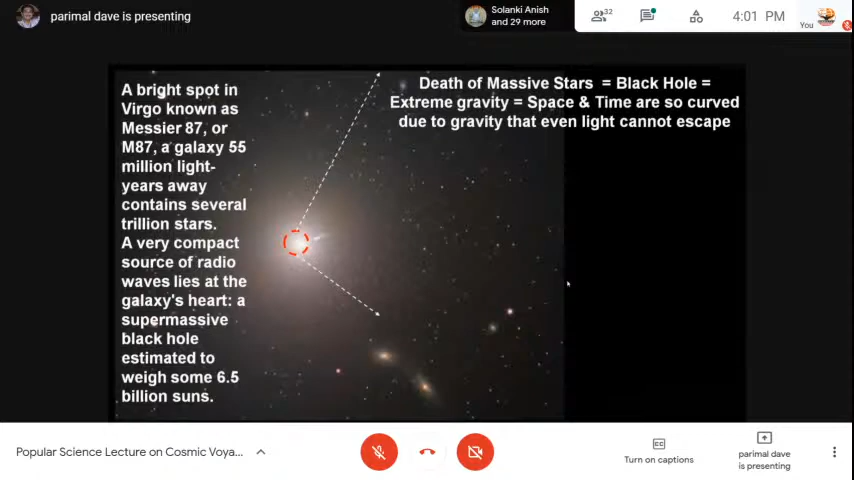 parimal dave is presenting
Solanki Anish
and 29 more
32
4:01 PM
You
A bright spot in
Virgo known as
Messier 87, or
M87, a galaxy 55
million light-
years away
contains several
trillion stars.
A very compact
source of radio
waves lies at the
galaxy's heart: a
supermassive
black hole
estimated to
weigh some 6.5
billion suns.
Death of Massive Stars = Black Hole =
Extreme gravity = Space & Time are so curved
due to gravity that even light cannot escape
Popular Science Lecture on Cosmic Voya...
CC
Turn on captions
parimal dave
is presenting